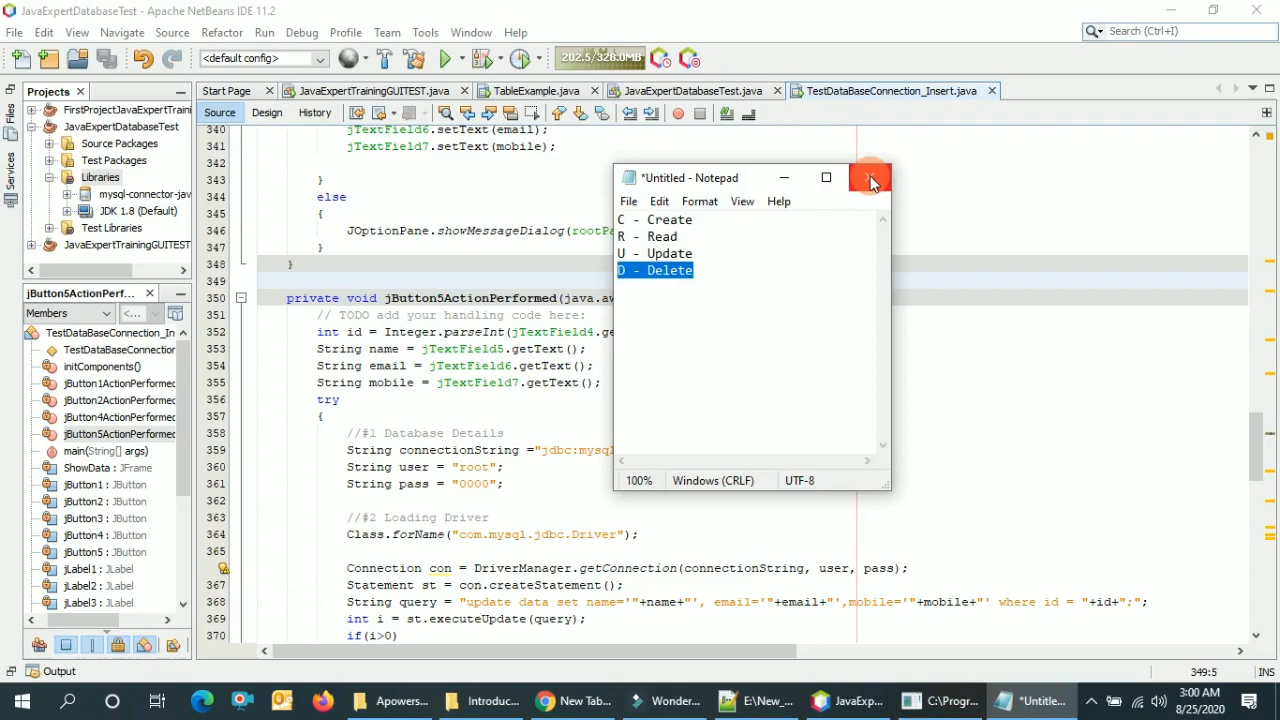 JavaExpertDatabaseTest - Apache NetBeans IDE 11.2
File Edit View Navigate Source Refactor Run Debug Profile Team Tools Window Help
Search (Ctrl+I)
<default config>
202.5/328.0MB
Projects
Start Page
JavaExpertTrainingGUITEST.java
TableExample.java
JavaExpertDatabaseTest.java
TestDataBaseConnection_Insert.java
Files
Services
FirstProjectJavaExpertTraini
JavaExpertDatabaseTest
Source Packages
Test Packages
Libraries
mysql-connector-jav
JDK 1.8 (Default)
Test Libraries
JavaExpertTrainingGUITEST
jButton5ActionPerf...
Members
<...
TestDataBaseConnection_In
TestDataBaseConnection
initComponents()
jButton1ActionPerformed
jButton2ActionPerformed
jButton4ActionPerformed
jButton5ActionPerformed
main(String[] args)
ShowData : JFrame
jButton1 : JButton
jButton2 : JButton
jButton3 : JButton
jButton4 : JButton
jButton5 : JButton
jLabel1 : JLabel
jLabel2 : JLabel
jLabel3 : JLabel
Source Design History
340 jTextField6.setText(email);
341 jTextField7.setText(mobile);
342
343 }
344 else
345 {
346 JOptionPane.showMessageDialog(rootPa
347 }
348 }
349
350 private void jButton5ActionPerformed(java.aw
351 // TODO add your handling code here:
352 int id = Integer.parseInt(jTextField4.ge
353 String name = jTextField5.getText();
354 String email = jTextField6.getText();
355 String mobile = jTextField7.getText();
356 try
357 {
358 //#1 Database Details
359 String connectionString ="jdbc:mysql
360 String user = "root";
361 String pass = "0000";
362
363 //#2 Loading Driver
364 Class.forName("com.mysql.jdbc.Driver");
365
Connection con = DriverManager.getConnection(connectionString, user, pass);
367 Statement st = con.createStatement();
368 String query = "update data set name='"+name+"', email='"+email+"',mobile='"+mobile+"' where id = "+id+";";
369 int i = st.executeUpdate(query);
370 if(i>0)
*Untitled - Notepad
File Edit Format View Help
C - Create
R - Read
U - Update
D - Delete
100% Windows (CRLF) UTF-8
Output
349:5 INS
Apowers...
Introduc...
New Tab...
Wonder...
E:\New_...
JavaExp...
C:\Progr...
*Untitle...
3:00 AM
8/25/2020